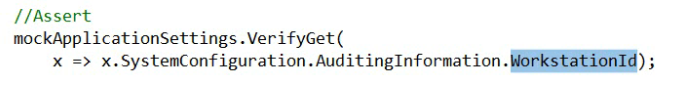 //Assert
mockApplicationSettings.VerifyGet(
x => x.SystemConfiguration.AuditingInformation.WorkstationId);